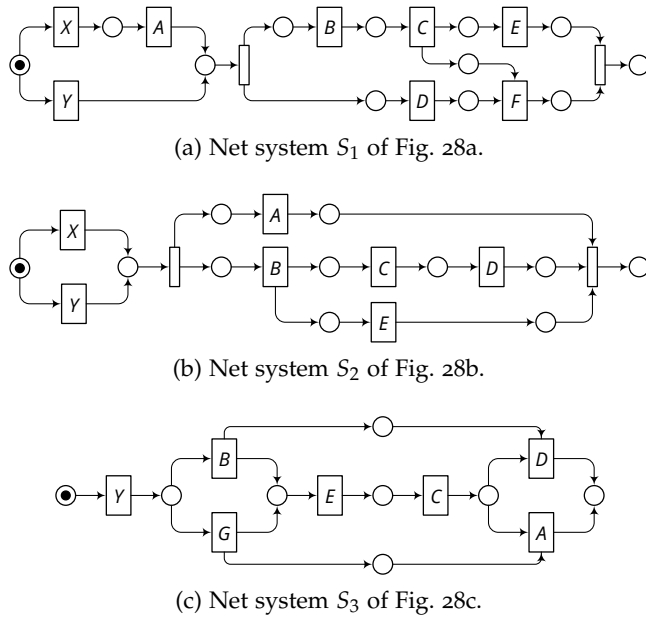 X A B C E
Y D F
(a) Net system S₁ of Fig. 28a.
X A
B C D
Y E
(b) Net system S₂ of Fig. 28b.
B D
Y E C
G A
(c) Net system S₃ of Fig. 28c.